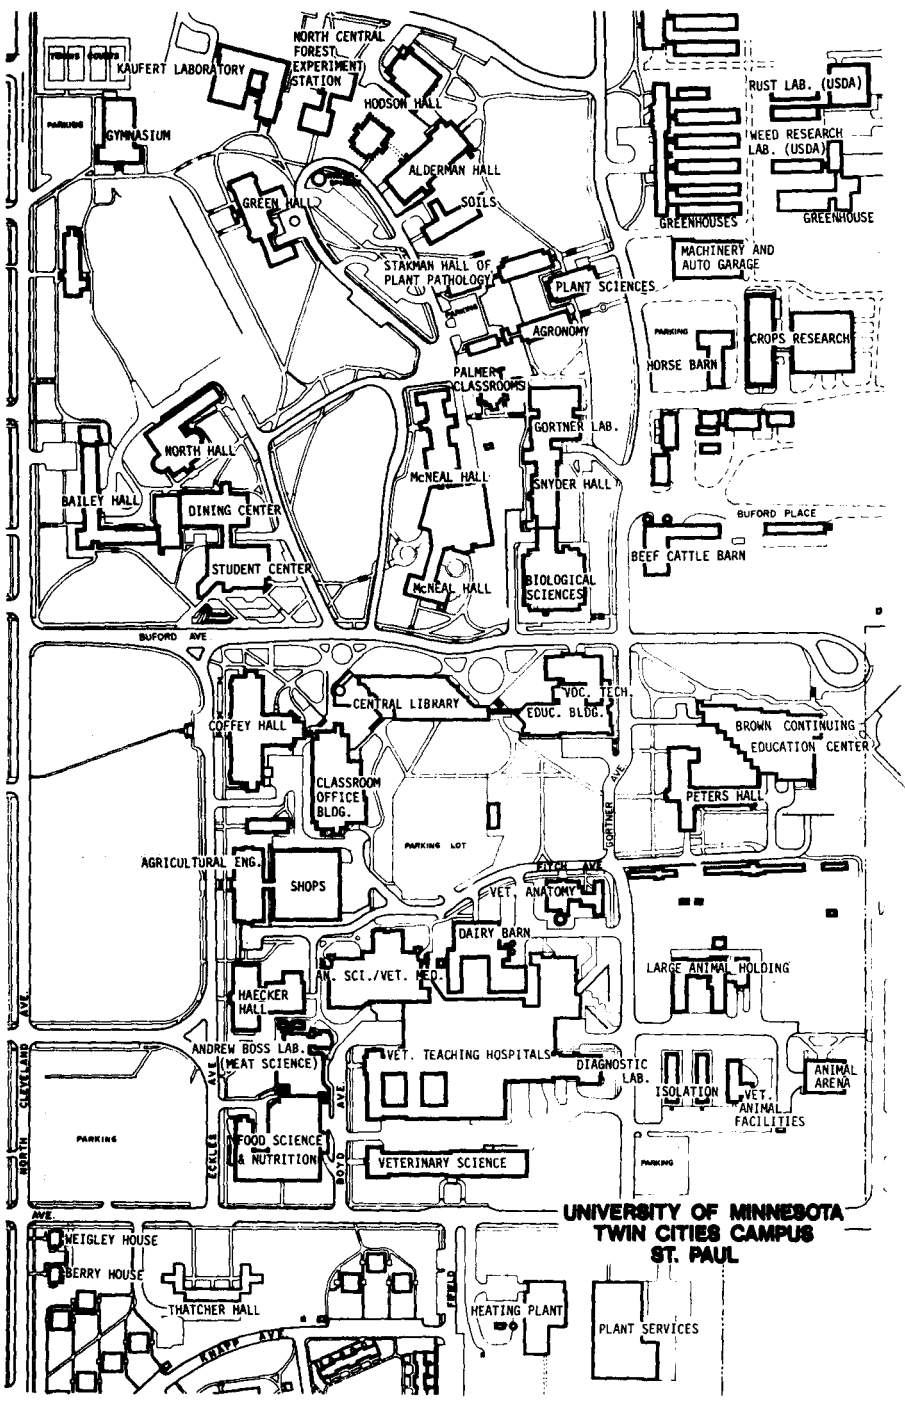 NORTH CENTRAL
FOREST
EXPERIMENT
STATION
TENNIS COURTS
KAUFERT LABORATORY
RUST LAB. (USDA)
HODSON HALL
PARKING
GYMNASIUM
WEED RESEARCH
LAB. (USDA)
ALDERMAN HALL
GREEN HALL
SOILS
GREENHOUSES
GREENHOUSE
MACHINERY AND
AUTO GARAGE
STAKMAN HALL OF
PLANT PATHOLOGY
PLANT SCIENCES
PARKING
AGRONOMY
PARKING
CROPS RESEARCH
HORSE BARN
PALMER
CLASSROOMS
GORTNER LAB.
NORTH HALL
McNEAL HALL
SNYDER HALL
BAILEY HALL
DINING CENTER
BUFORD PLACE
BEEF CATTLE BARN
STUDENT CENTER
BIOLOGICAL
SCIENCES
McNEAL HALL
BUFORD AVE.
VOC. TECH.
EDUC. BLDG.
CENTRAL LIBRARY
COFFEY HALL
BROWN CONTINUING
EDUCATION CENTER
CLASSROOM
OFFICE
BLDG.
PETERS HALL
GORTNER AVE.
PARKING LOT
AGRICULTURAL ENG.
SHOPS
FITCH AVE
VET. ANATOMY
DAIRY BARN
AN. SCI./VET. MED.
LARGE ANIMAL HOLDING
HAECKER
HALL
ANDREW BOSS LAB.
(MEAT SCIENCE)
VET. TEACHING HOSPITALS
DIAGNOSTIC
LAB.
ISOLATION
VET.
ANIMAL
FACILITIES
ANIMAL
ARENA
NORTH CLEVELAND AVE.
ECKLES AVE
BOYD AVE
PARKING
FOOD SCIENCE
& NUTRITION
VETERINARY SCIENCE
PARKING
UNIVERSITY OF MINNESOTA
TWIN CITIES CAMPUS
ST. PAUL
AVE.
WEIGLEY HOUSE
BERRY HOUSE
THATCHER HALL
FIFIELD
HEATING PLANT
PLANT SERVICES
KNAPP AVE